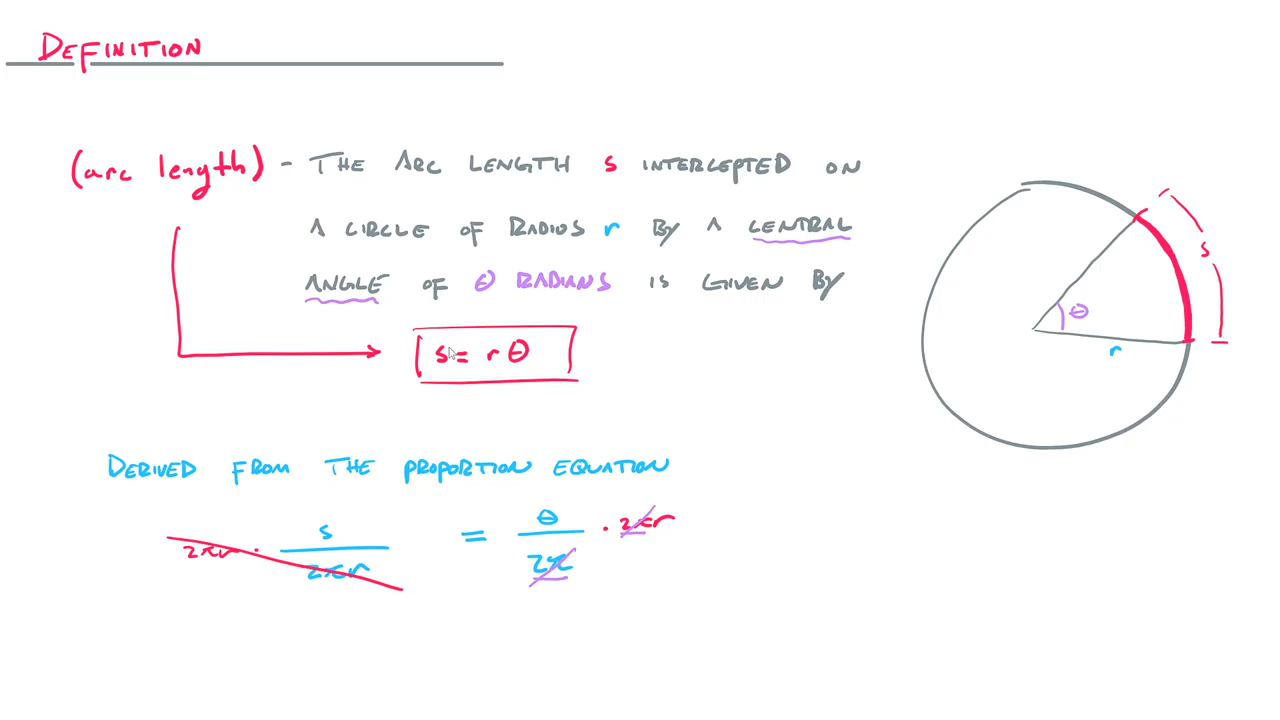 DEFINITION
(arc length) - THE ARC LENGTH s INTERCEPTED ON
A CIRCLE OF RADIUS r BY A CENTRAL
ANGLE OF θ RADIANS IS GIVEN BY
s = r θ
DERIVED FROM THE PROPORTION EQUATION
2πr · s / 2πr = θ / 2π · 2πr
s
θ
r